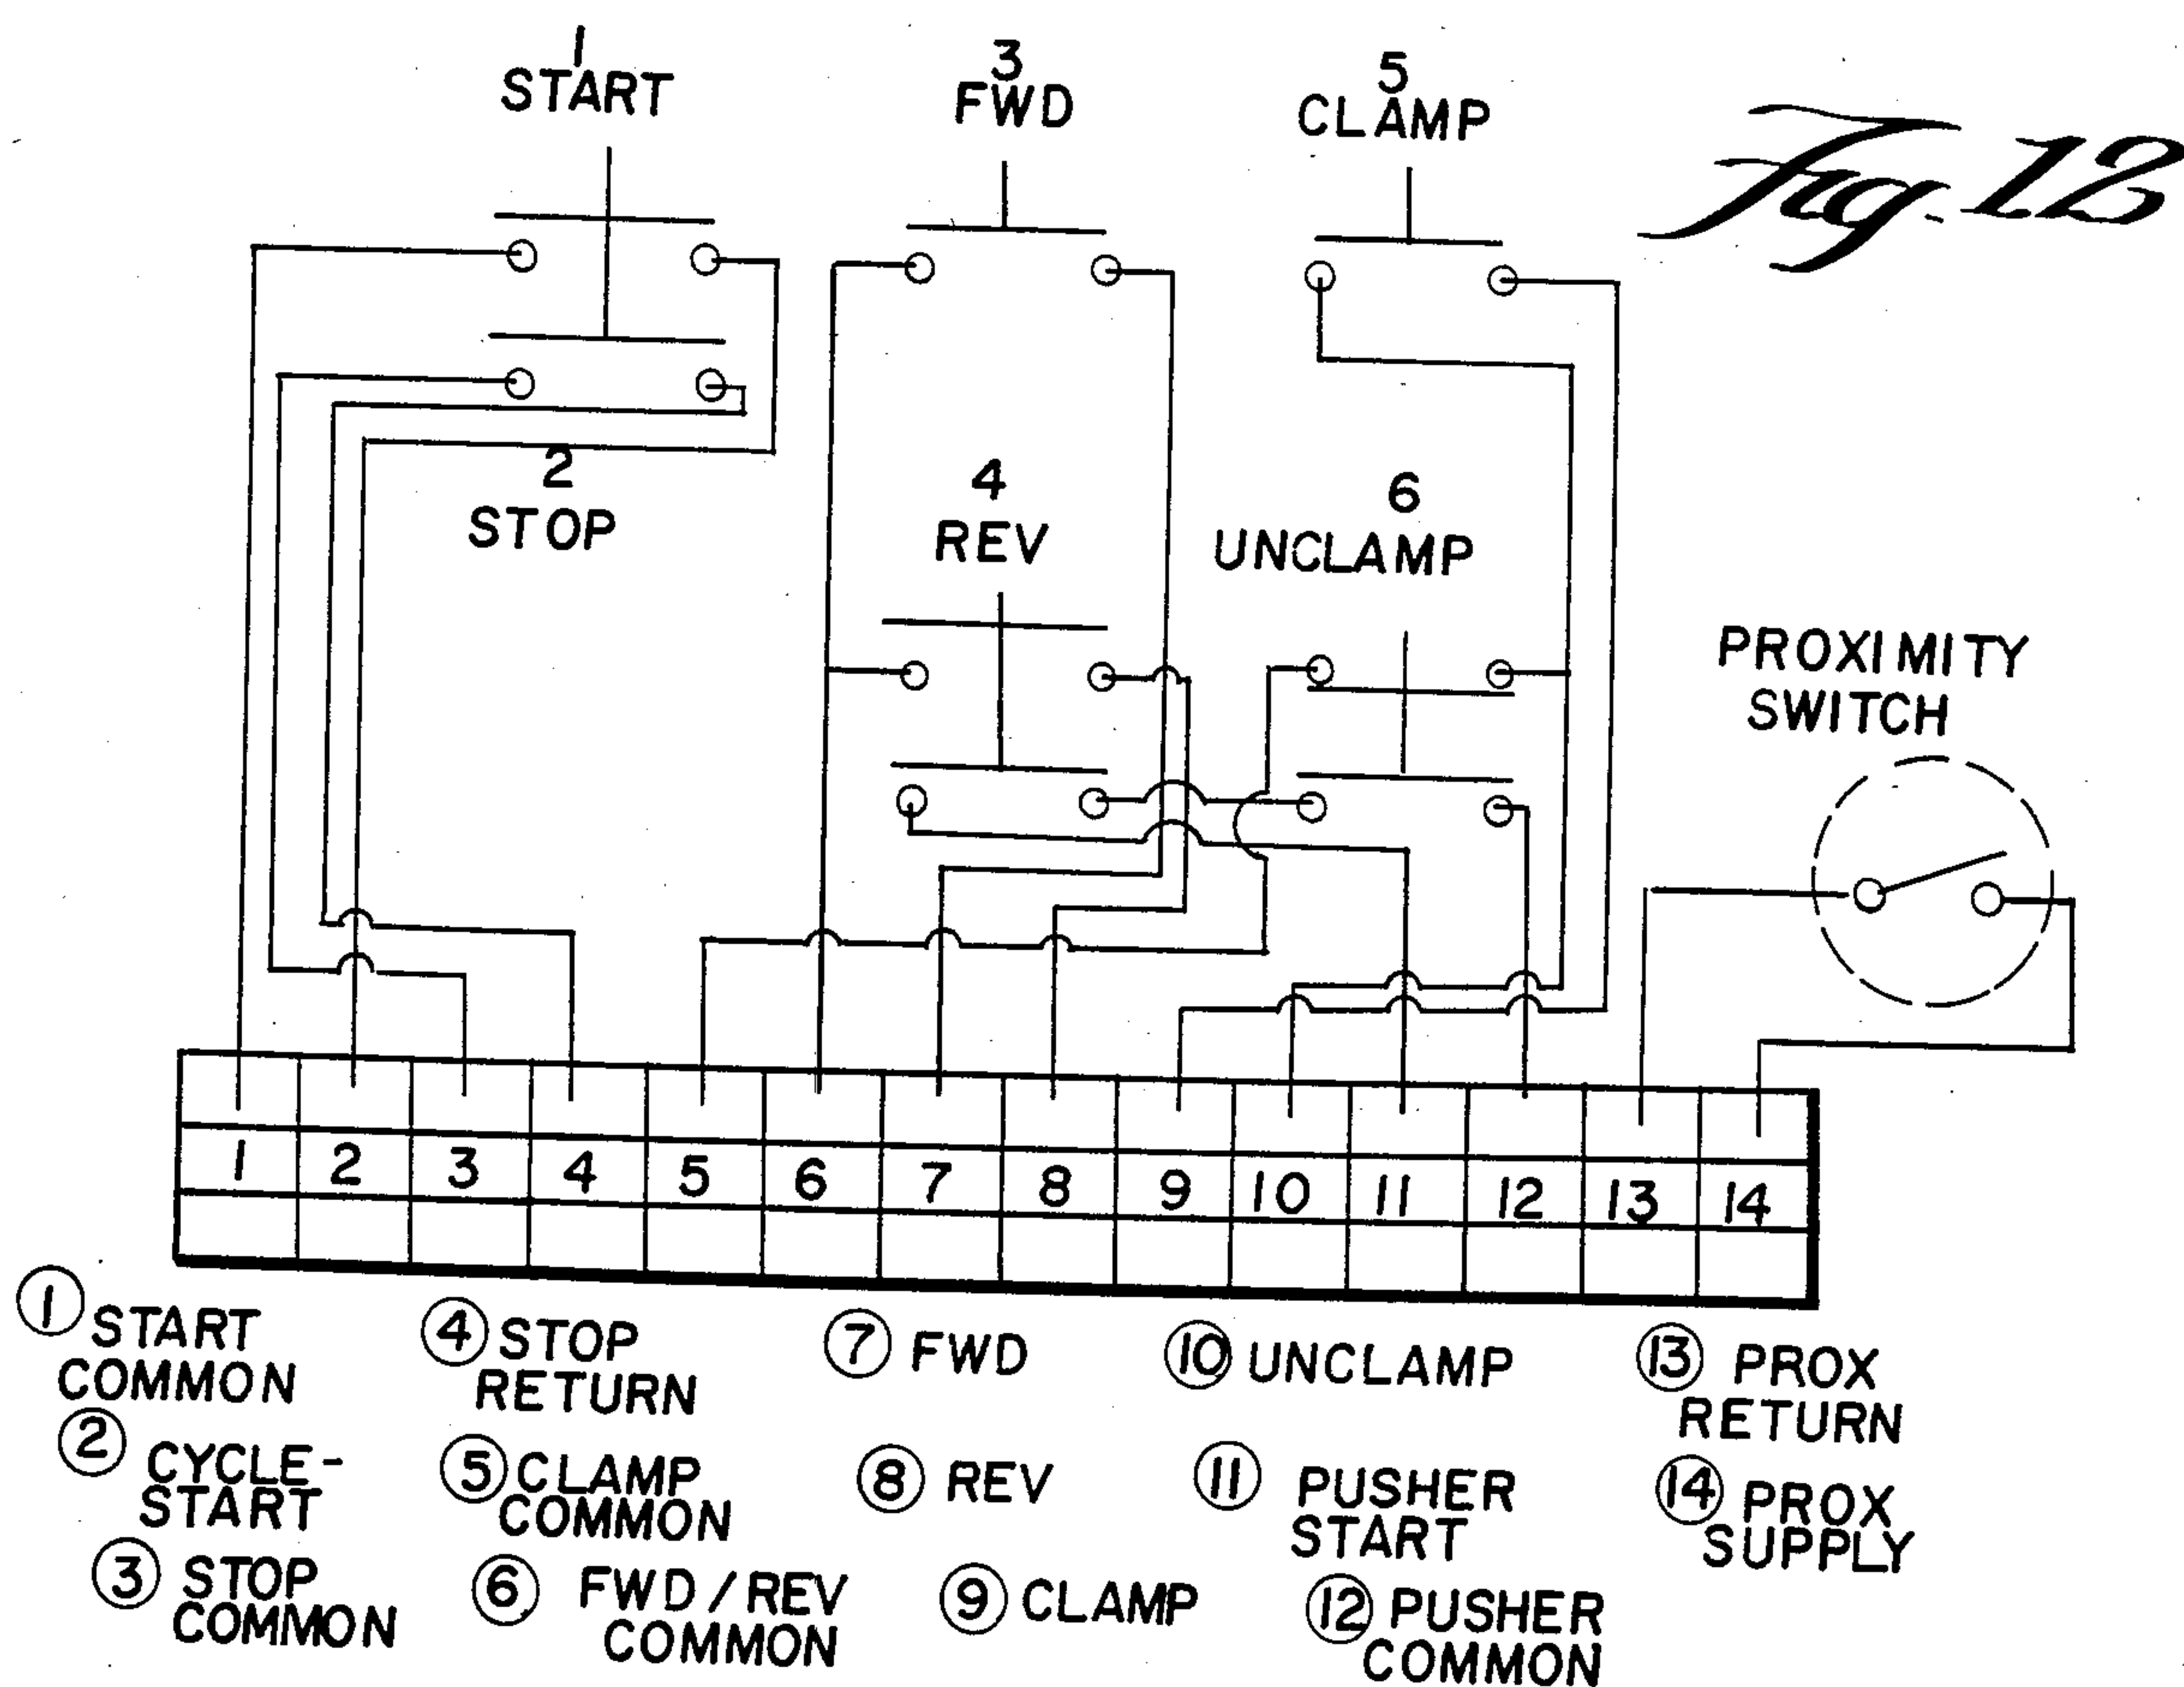 1
START
3
FWD
5
CLAMP
Fig. 12
2
STOP
4
REV
6
UNCLAMP
PROXIMITY
SWITCH
1 2 3 4 5 6 7 8 9 10 11 12 13 14
1 START
COMMON
2 CYCLE-
START
3 STOP
COMMON
4 STOP
RETURN
5 CLAMP
COMMON
6 FWD/REV
COMMON
7 FWD
8 REV
9 CLAMP
10 UNCLAMP
11 PUSHER
START
12 PUSHER
COMMON
13 PROX
RETURN
14 PROX
SUPPLY